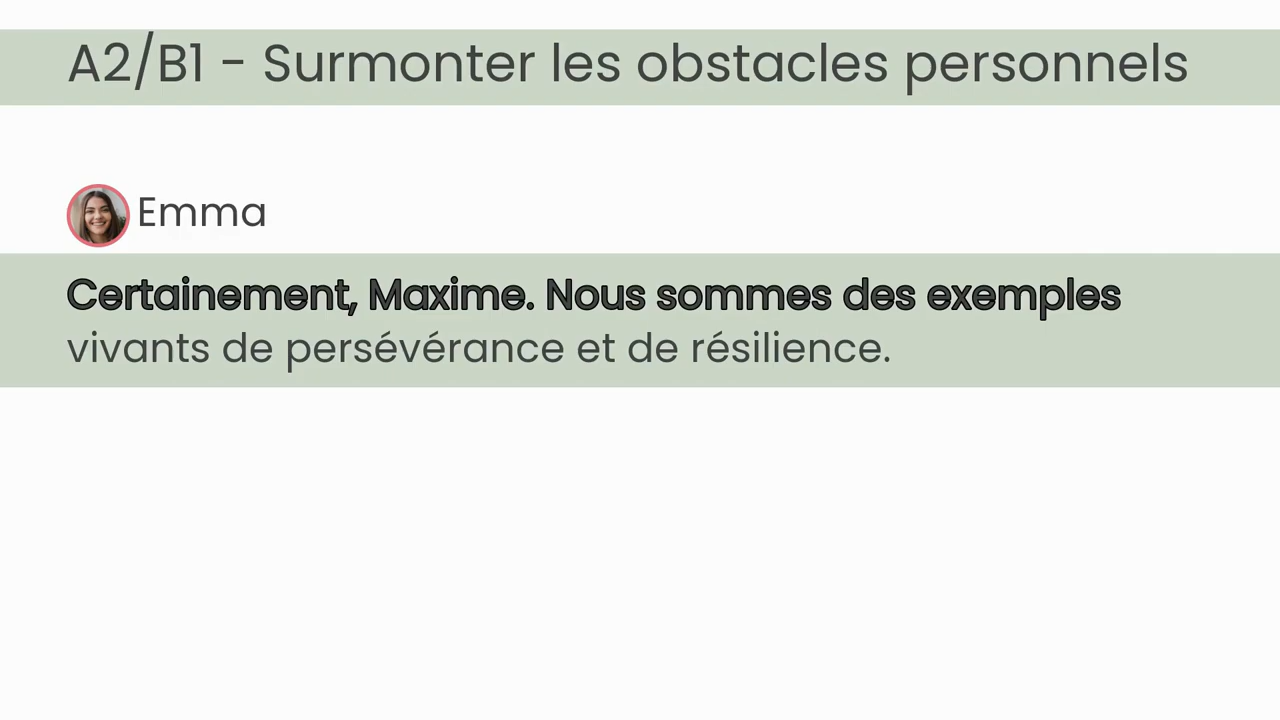 A2/B1 - Surmonter les obstacles personnels
Emma
Certainement, Maxime. Nous sommes des exemples
vivants de persévérance et de résilience.